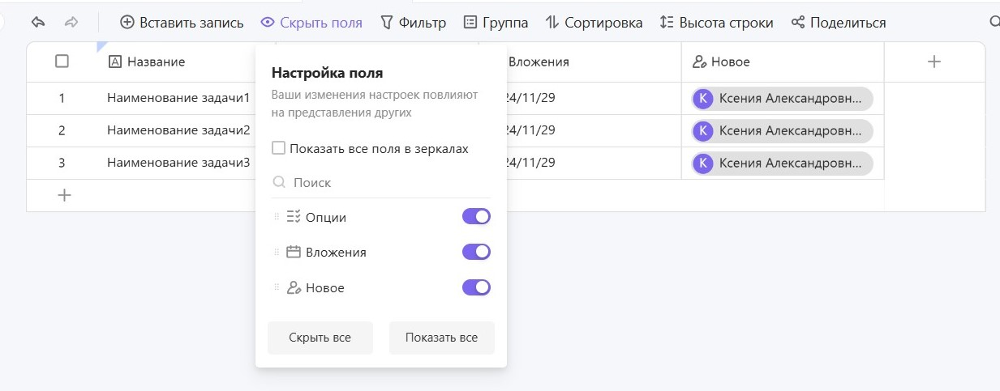 Вставить запись Скрыть поля Фильтр Группа Сортировка Высота строки Поделиться
Название Вложения Новое
1 Наименование задачи1 24/11/29 К Ксения Александровн...
2 Наименование задачи2 24/11/29 К Ксения Александровн...
3 Наименование задачи3 24/11/29 К Ксения Александровн...
Настройка поля
Ваши изменения настроек повлияют
на представления других
Показать все поля в зеркалах
Поиск
Опции
Вложения
Новое
Скрыть все Показать все